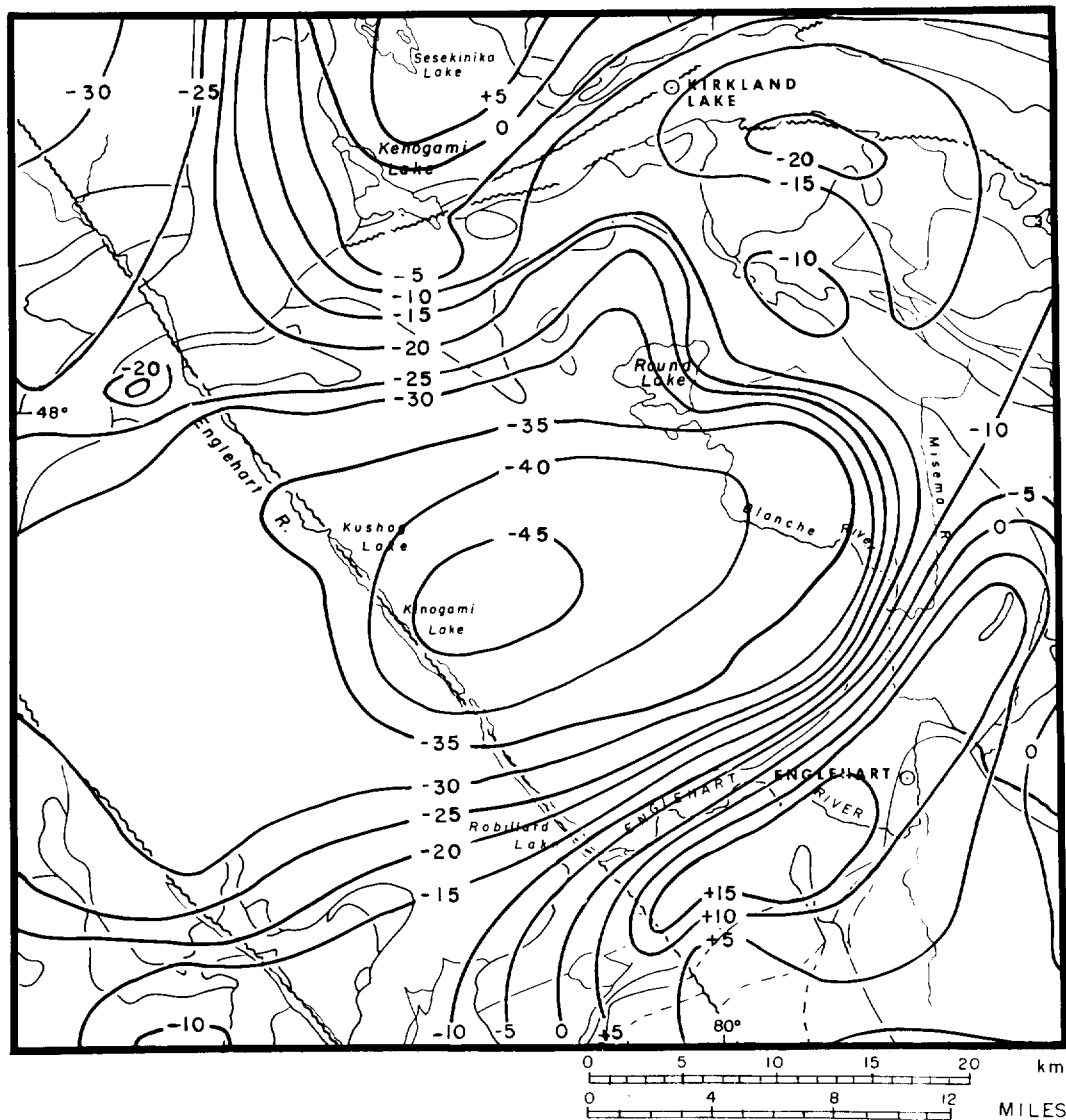 Sesekinika
Lake
-30
-25
+5
KIRKLAND
LAKE
0
Kenogami
Lake
-20
-15
-5
-10
-10
-15
-20
-20
-25
-30
Round
Lake
48°
-35
-10
Englehart
R.
-40
Misema
R
-5
0
Kushog
Lake
-45
Blanche River
Kinogami
Lake
-35
0
-30
ENGLEHART
-25
ENGLEHART
RIVER
Robillard
Lake
-20
-15
+15
+10
+5
-10
-10
-5
0
+5
80°
0 5 10 15 20 km
0 4 8 12
MILES